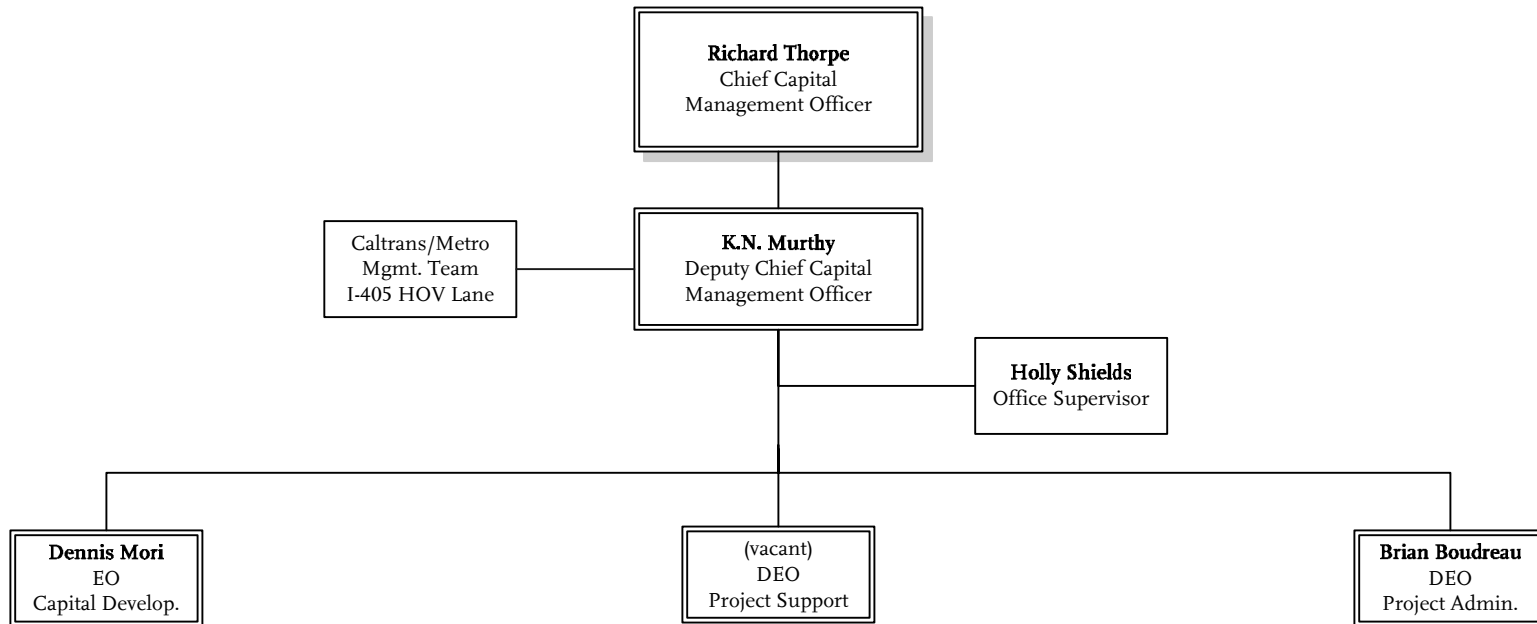 Richard Thorpe
Chief Capital
Management Officer
Caltrans/Metro
Mgmt. Team
I-405 HOV Lane
K.N. Murthy
Deputy Chief Capital
Management Officer
Holly Shields
Office Supervisor
Dennis Mori
EO
Capital Develop.
(vacant)
DEO
Project Support
Brian Boudreau
DEO
Project Admin.